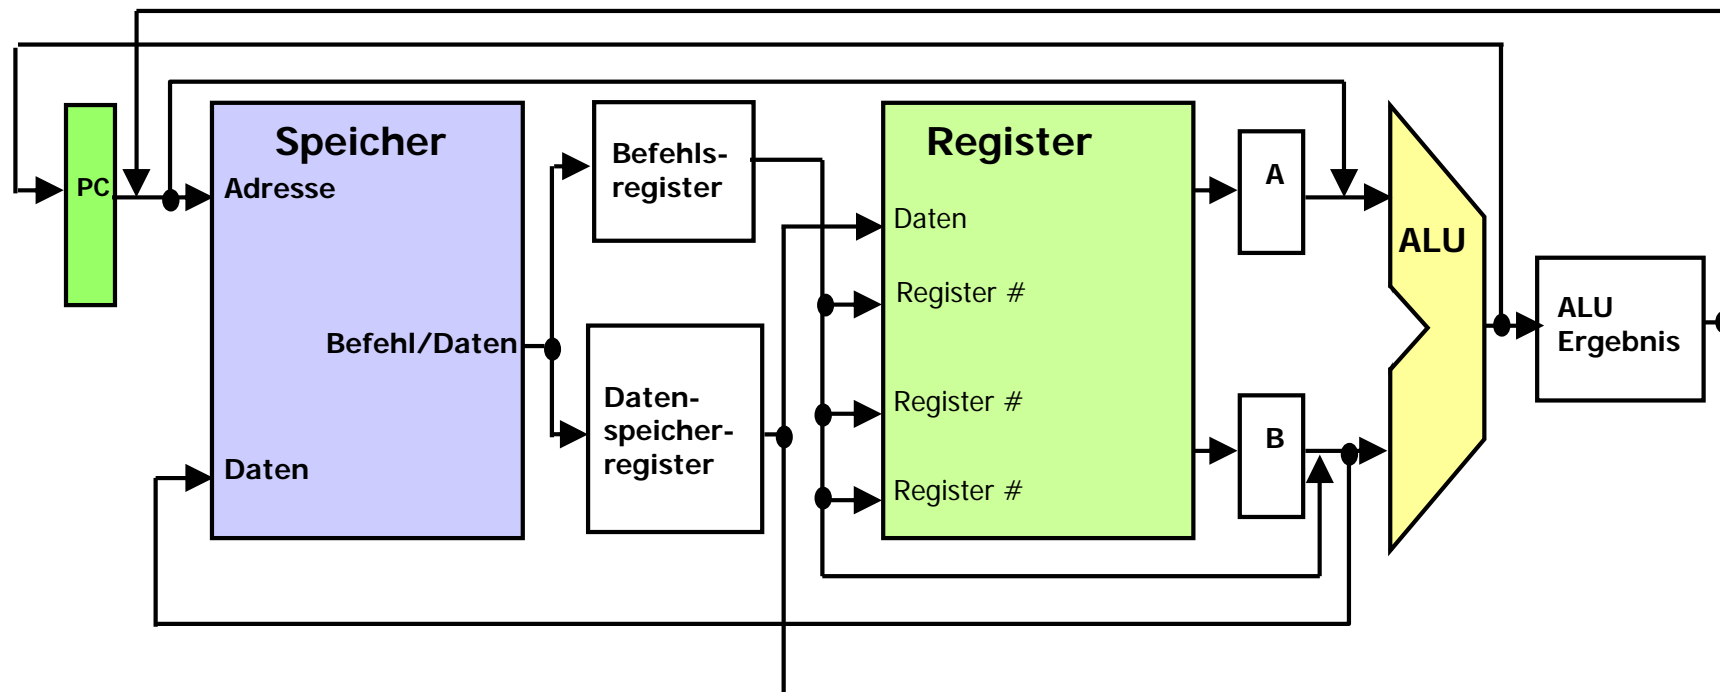 PC
Speicher
Adresse
Befehl/Daten
Daten
Befehls-
register
Daten-
speicher-
register
Register
Daten
Register #
Register #
Register #
A
B
ALU
ALU
Ergebnis